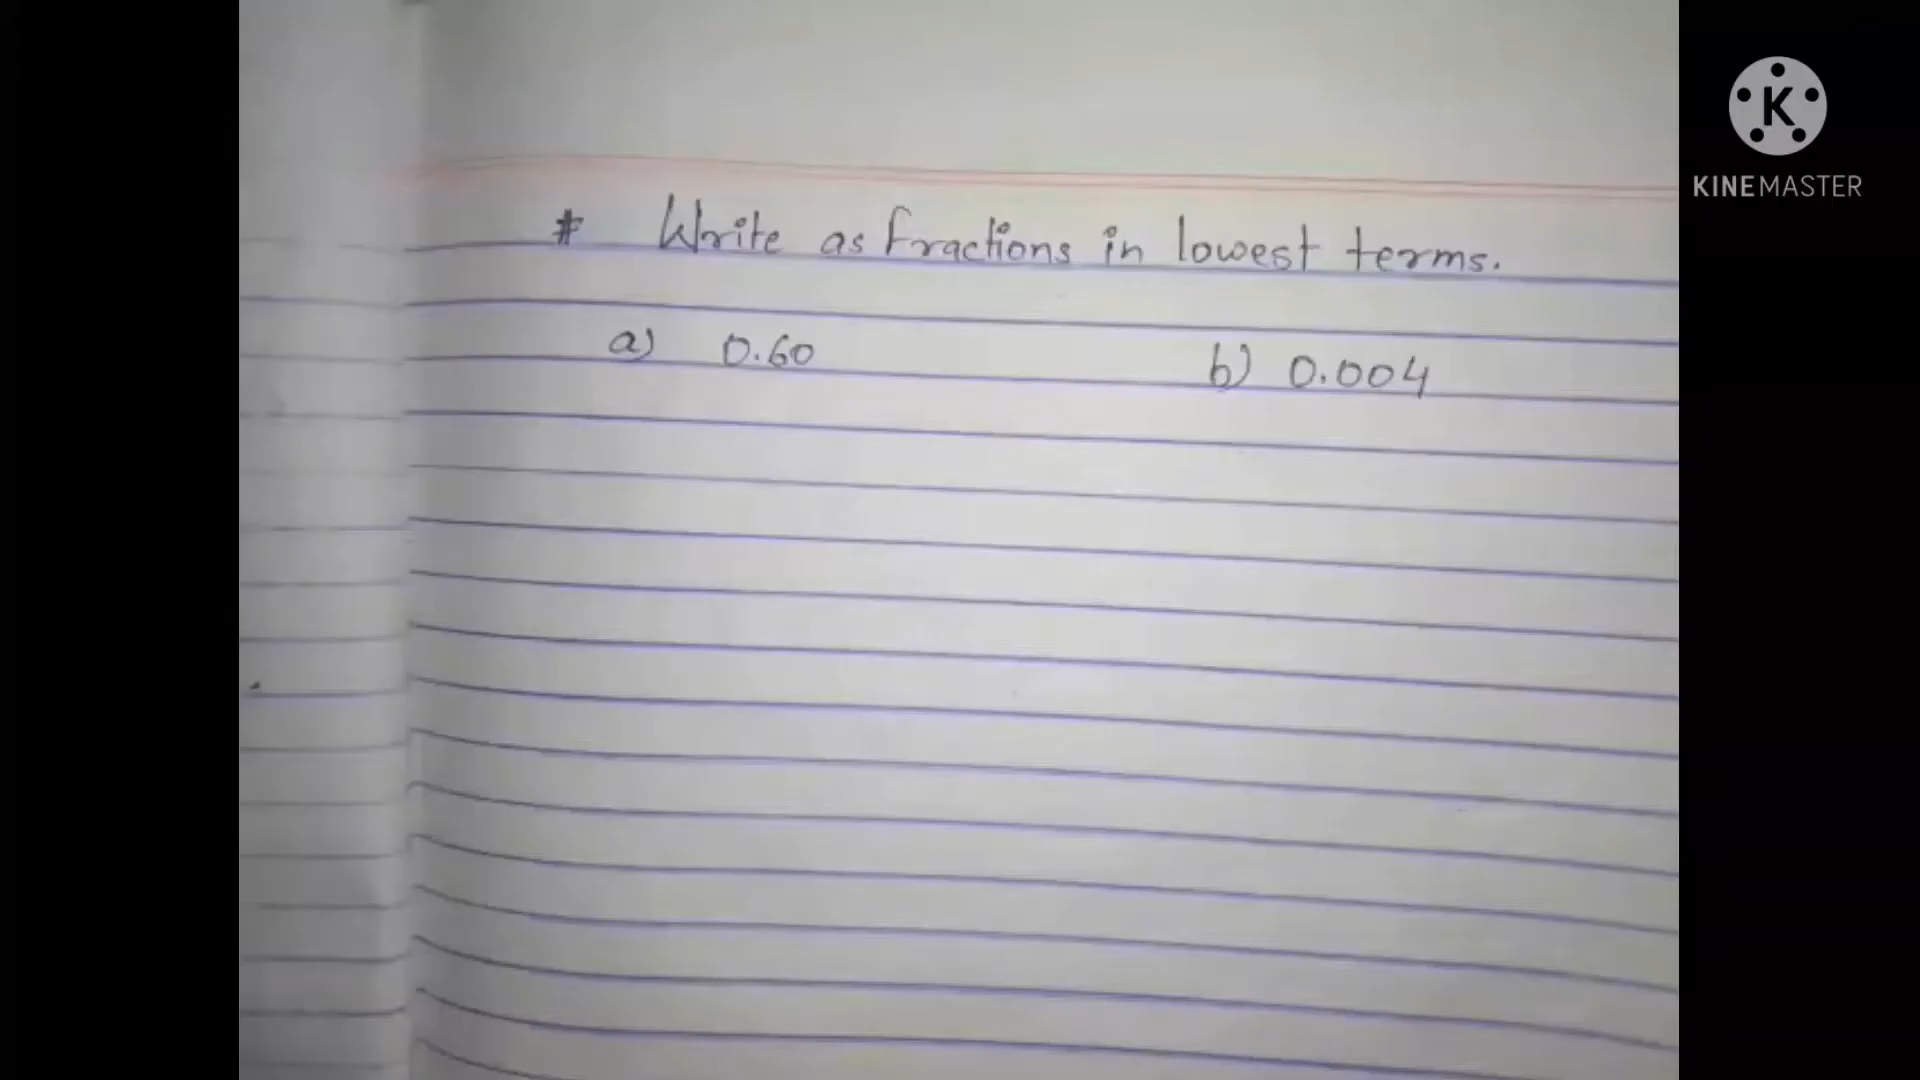 * Write as fractions in lowest terms.
a) 0.60 b) 0.004
K
KINEMASTER